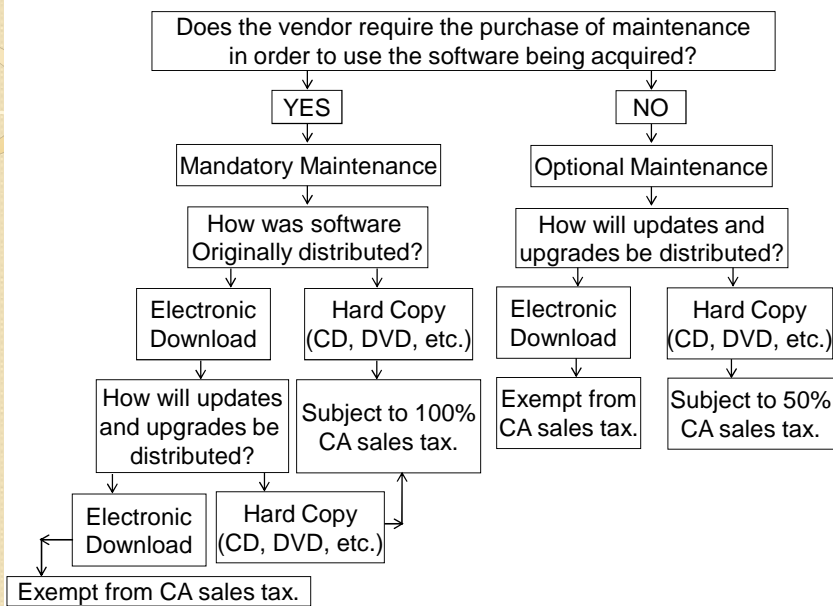 Does the vendor require the purchase of maintenance
in order to use the software being acquired?
YES
NO
Mandatory Maintenance
Optional Maintenance
How was software
Originally distributed?
How will updates and
upgrades be distributed?
Electronic
Download
Hard Copy
(CD, DVD, etc.)
Electronic
Download
Hard Copy
(CD, DVD, etc.)
How will updates
and upgrades be
distributed?
Subject to 100%
CA sales tax.
Exempt from
CA sales tax.
Subject to 50%
CA sales tax.
Electronic
Download
Hard Copy
(CD, DVD, etc.)
Exempt from CA sales tax.